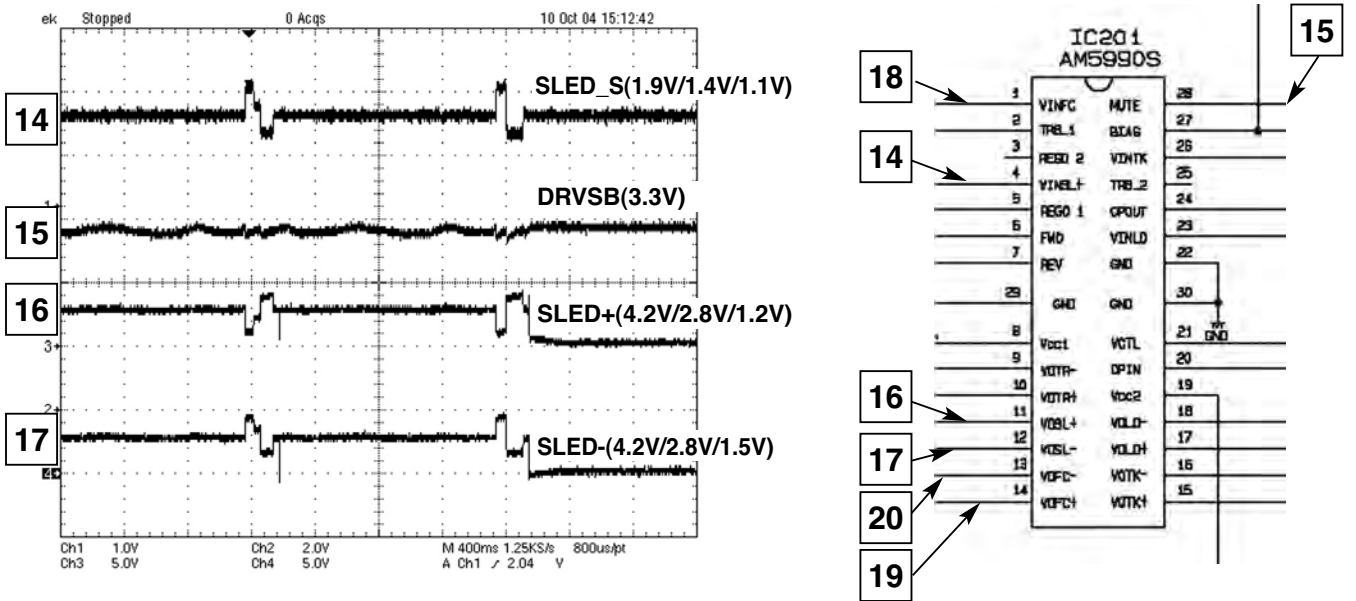 ek Stopped 0 Acqs 10 Oct 04 15:12:42
SLED_S(1.9V/1.4V/1.1V)
14
1
DRVSB(3.3V)
15
16
SLED+(4.2V/2.8V/1.2V)
3
2
17
SLED-(4.2V/2.8V/1.5V)
4
Ch1 1.0V Ch2 2.0V M 400ms 1.25KS/s 800us/pt
Ch3 5.0V Ch4 5.0V A Ch1 2.04 V
IC201
AM5990S
15
18
1 VINFC MUTE 28
2 TRB_1 BIAS 27
3 REGO 2 VINTK 26
14
4 VINSL+ TRB_2 25
5 REGO 1 OPOUT 24
6 FWD VINLD 23
7 REV GND 22
29 GND GND 30
GND
8 Vcc1 VCTL 21
9 VOTR- OPIN 20
10 VOTR+ Vcc2 19
16
11 VOSL+ VOLD- 18
12 VOSL- VOLD+ 17
17
13 VOFC- VOTK- 16
14 VOFC+ VOTK+ 15
20
19